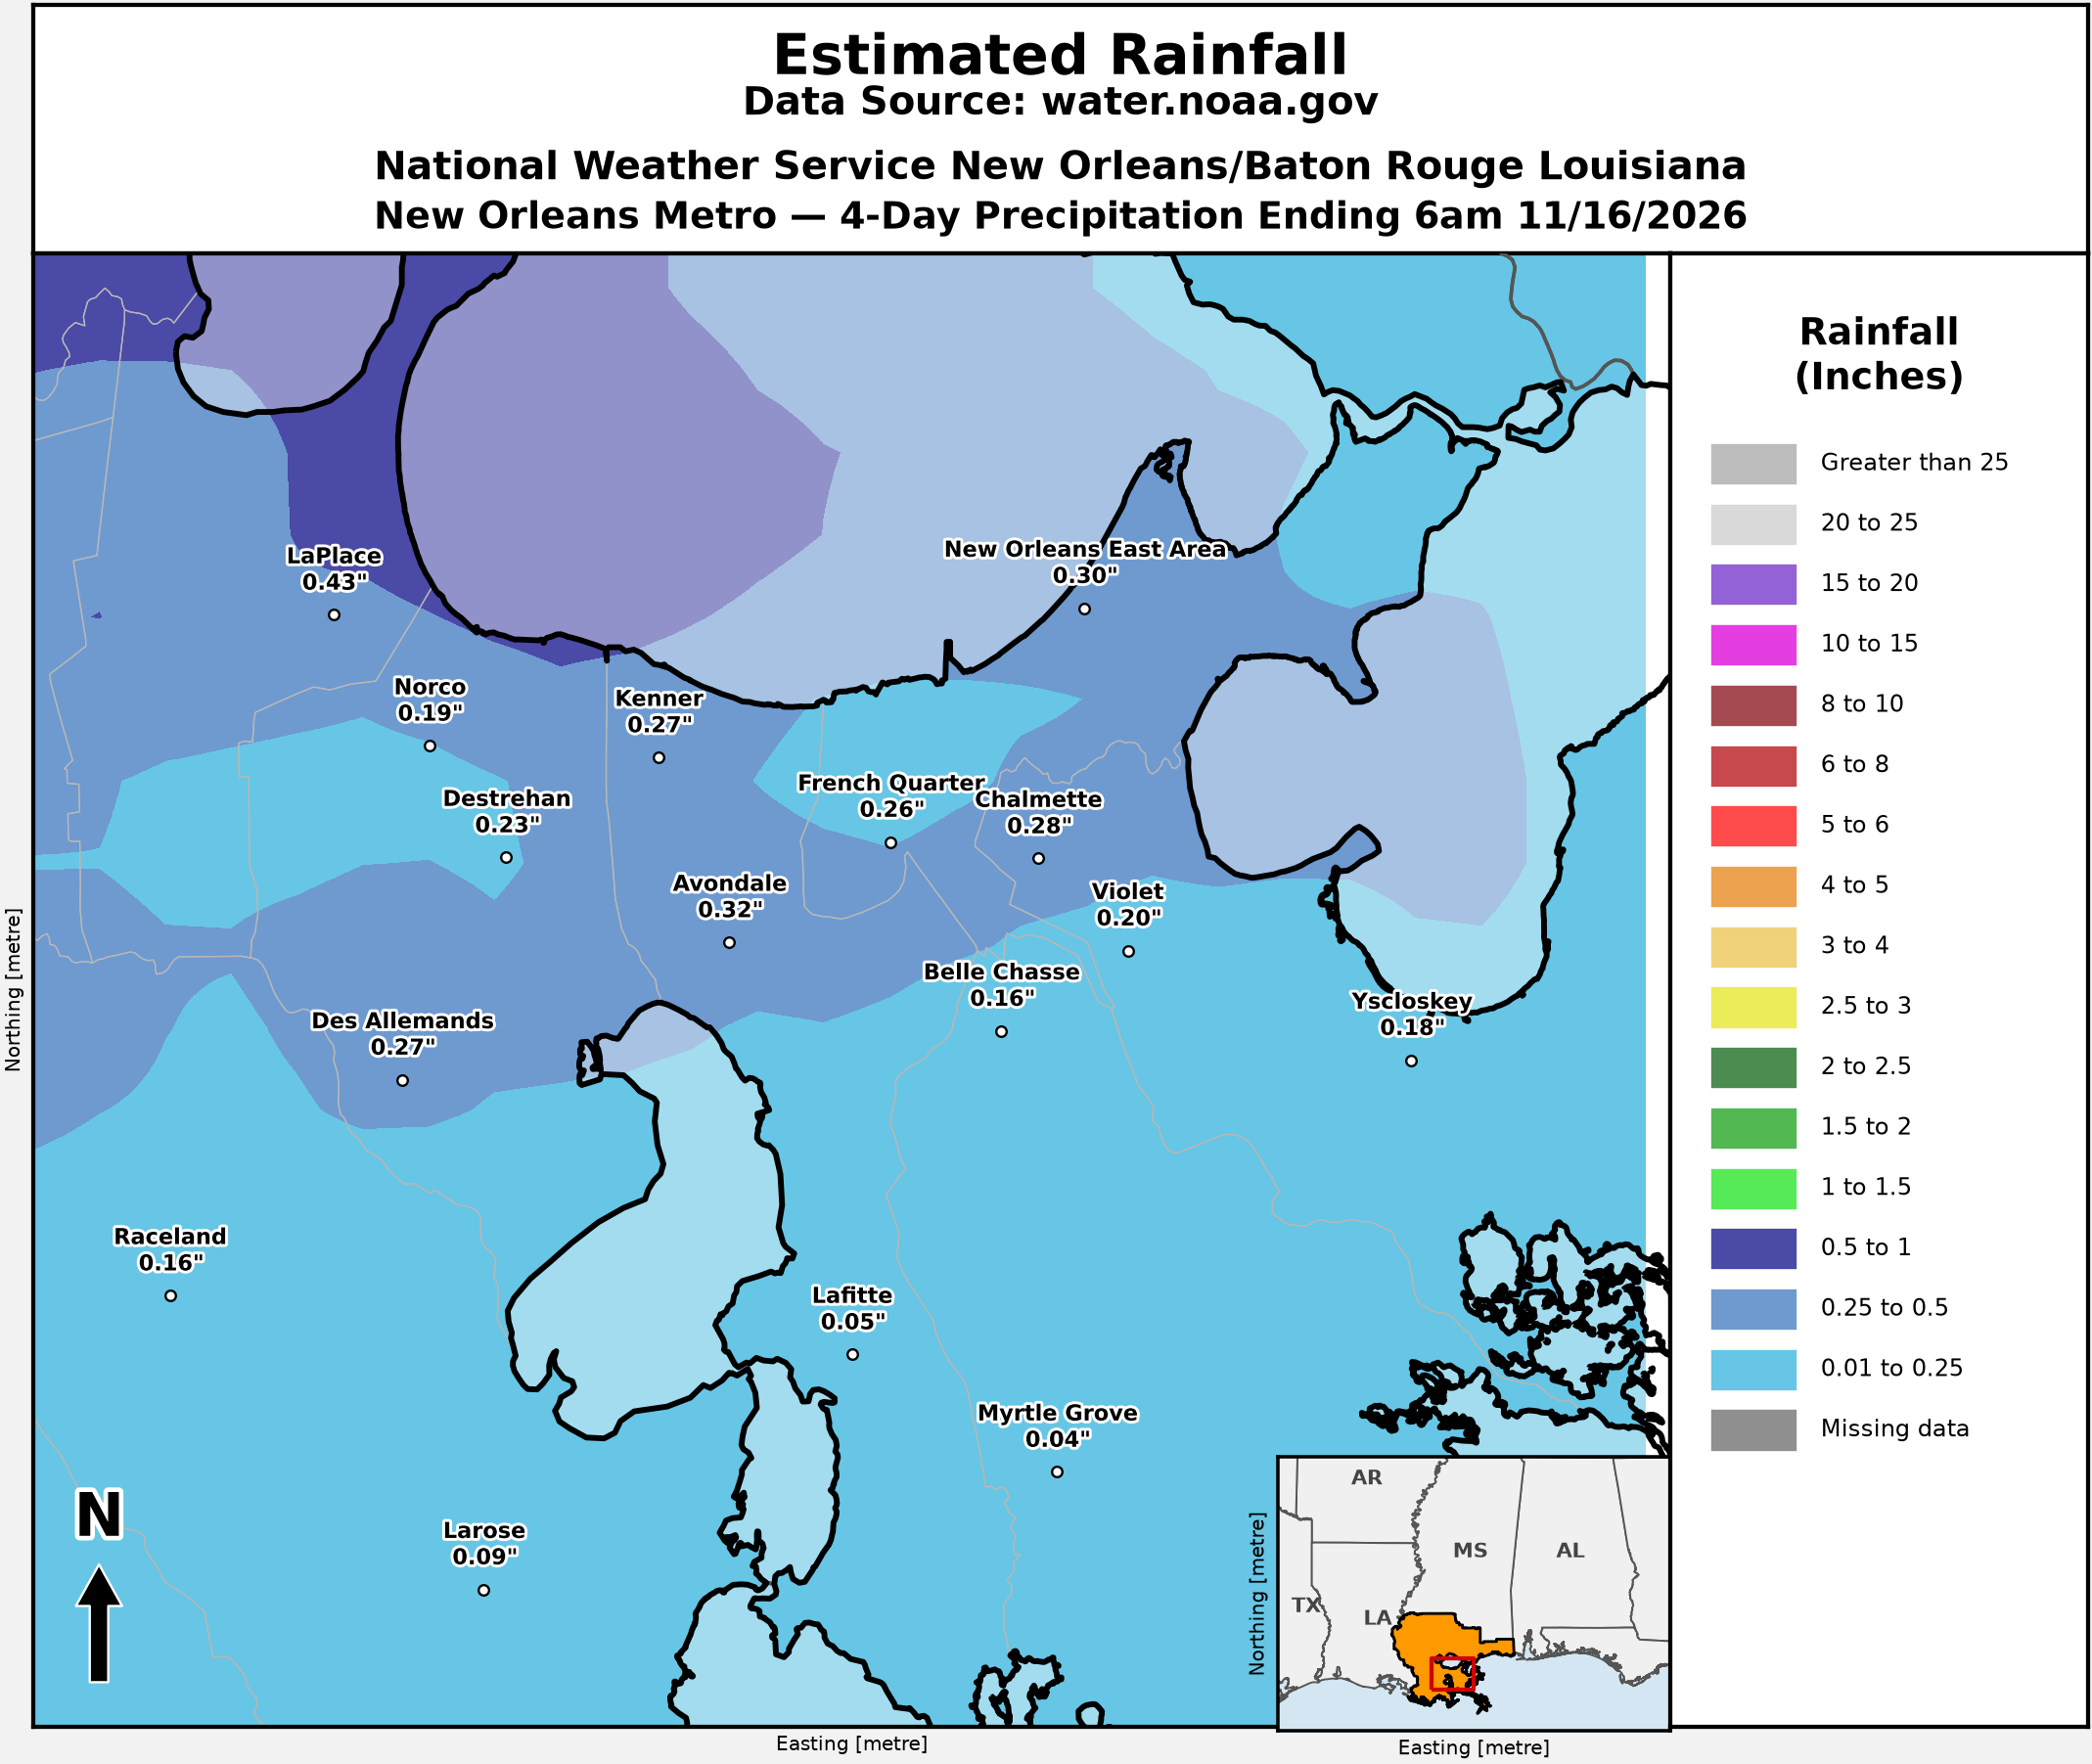 Estimated Rainfall
Data Source: water.noaa.gov
National Weather Service New Orleans/Baton Rouge Louisiana
New Orleans Metro — 4-Day Precipitation Ending 6am 11/16/2026
Rainfall
(Inches)
Greater than 25
20 to 25
15 to 20
10 to 15
8 to 10
6 to 8
5 to 6
4 to 5
3 to 4
2.5 to 3
2 to 2.5
1.5 to 2
1 to 1.5
0.5 to 1
0.25 to 0.5
0.01 to 0.25
Missing data
LaPlace
0.43"
New Orleans East Area
0.30"
Norco
0.19"
Kenner
0.27"
Destrehan
0.23"
French Quarter
0.26"
Chalmette
0.28"
Avondale
0.32"
Violet
0.20"
Belle Chasse
0.16"
Yscloskey
0.18"
Des Allemands
0.27"
Raceland
0.16"
Lafitte
0.05"
Myrtle Grove
0.04"
Larose
0.09"
N
AR
MS
AL
TX
LA
Northing [metre]
Easting [metre]
Northing [metre]
Easting [metre]